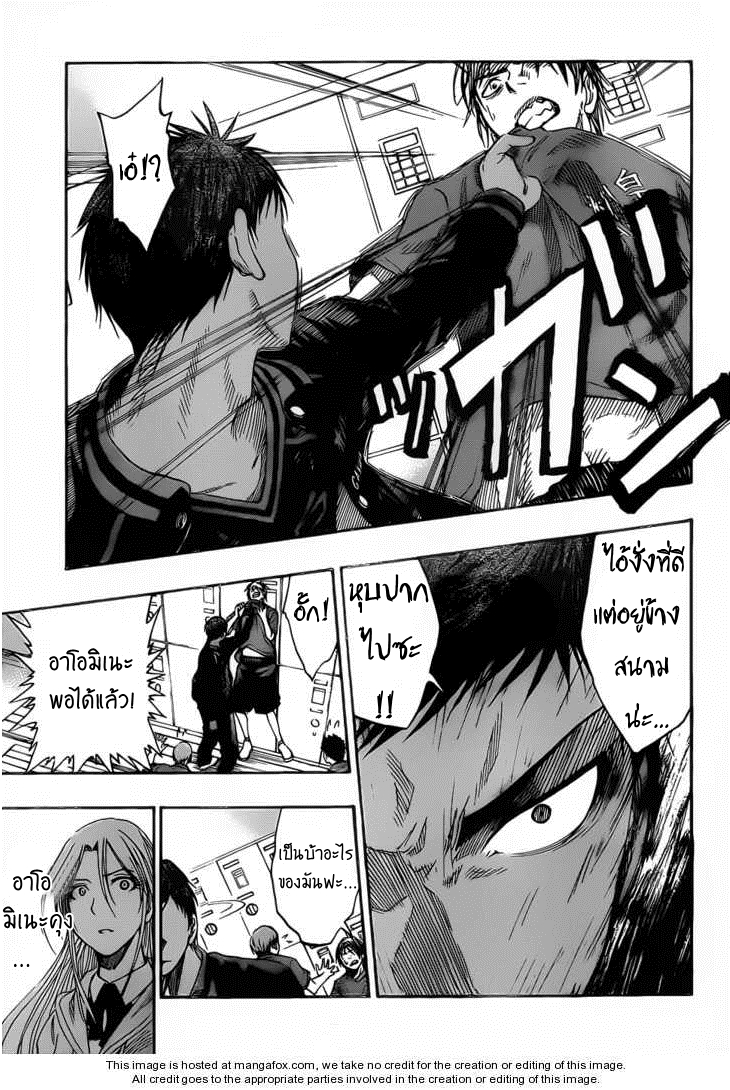 เอ๋!?
皇
ガン
ไอ้งั่งที่ดี
แต่อยู่ข้าง
สนาม
น่ะ...
หุบปาก
ไปซะ
!!
อั๊ก!
อาโอมิเนะ
พอได้แล้ว!
เป็นบ้าอะไร
ของมันฟะ...
อาโอ
มิเนะคุง
...
This image is hosted at mangafox.com, we take no credit for the creation or editing of this image.
All credit goes to the appropriate parties involved in the creation or editing of this image.